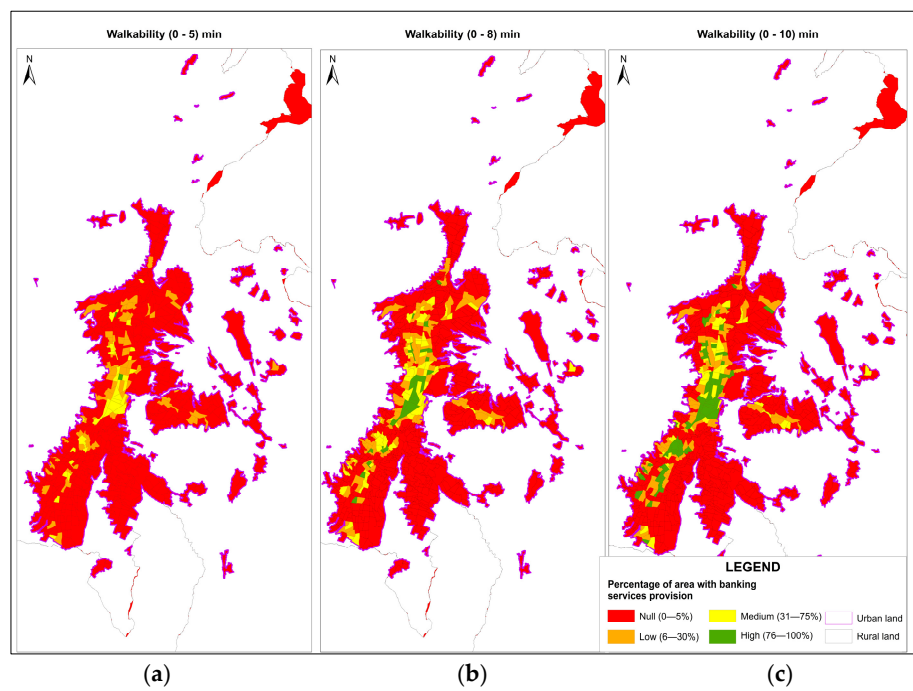 Walkability (0 - 5) min
Walkability (0 - 8) min
Walkability (0 - 10) min
N
N
N
LEGEND
Percentage of area with banking
services provision
Null (0—5%)
Medium (31—75%)
Urban land
Low (6—30%)
High (76—100%)
Rural land
(a)
(b)
(c)